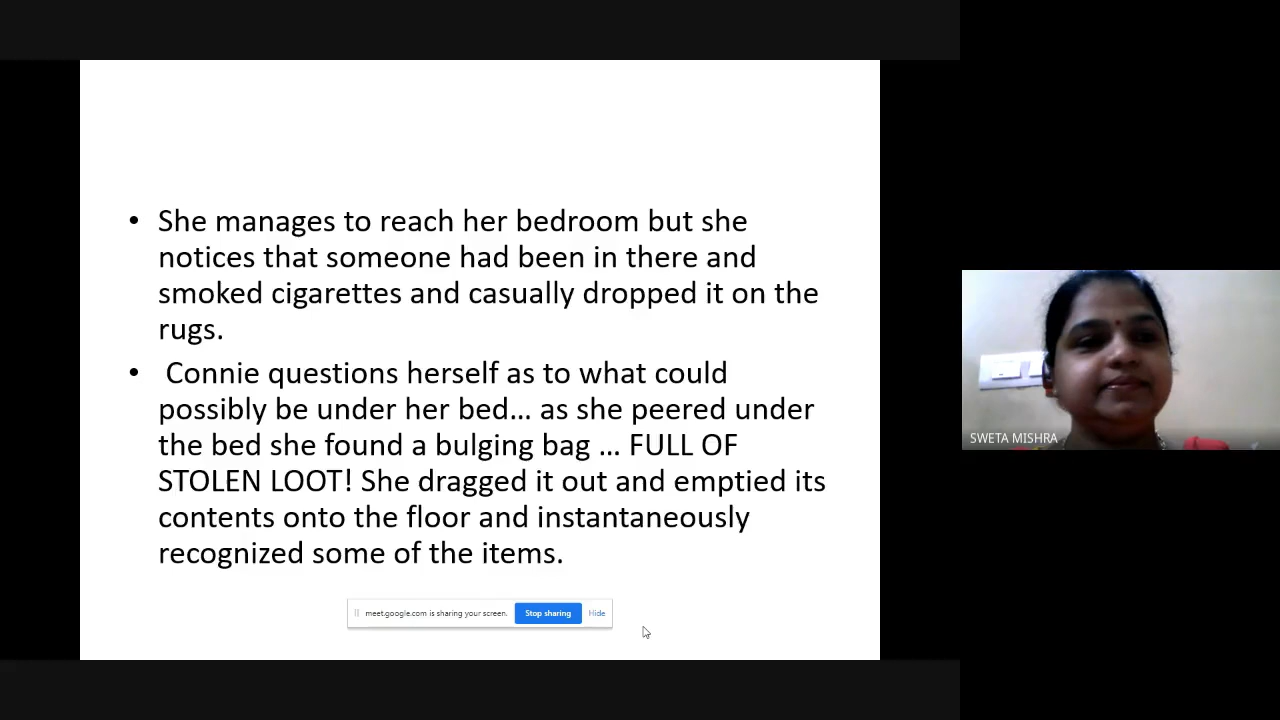 • She manages to reach her bedroom but she
notices that someone had been in there and
smoked cigarettes and casually dropped it on the
rugs.
• Connie questions herself as to what could
possibly be under her bed... as she peered under
the bed she found a bulging bag ... FULL OF
STOLEN LOOT! She dragged it out and emptied its
contents onto the floor and instantaneously
recognized some of the items.
meet.google.com is sharing your screen. Stop sharing Hide
SWETA MISHRA